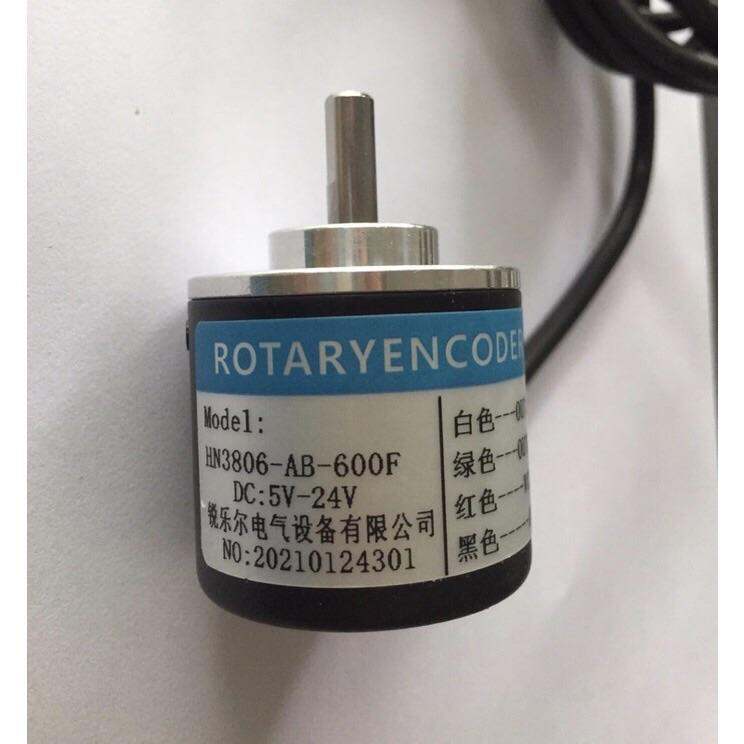 ROTARYENCODER
Model:
HN3806-AB-600F
DC:5V-24V
锐乐尔电气设备有限公司
NO:20210124301
白色---
绿色---
红色---
黑色---